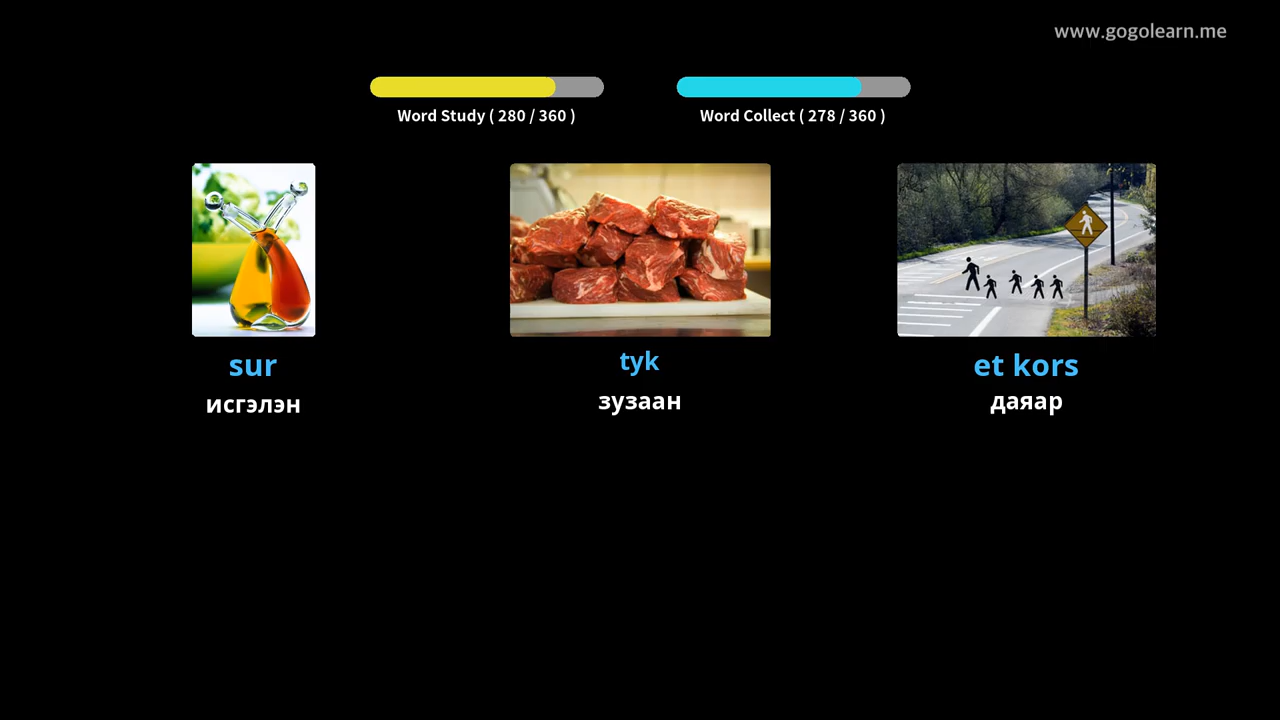 www.gogolearn.me
Word Study ( 280 / 360 )
Word Collect ( 278 / 360 )
sur
tyk
et kors
исгэлэн
зузаан
даяар